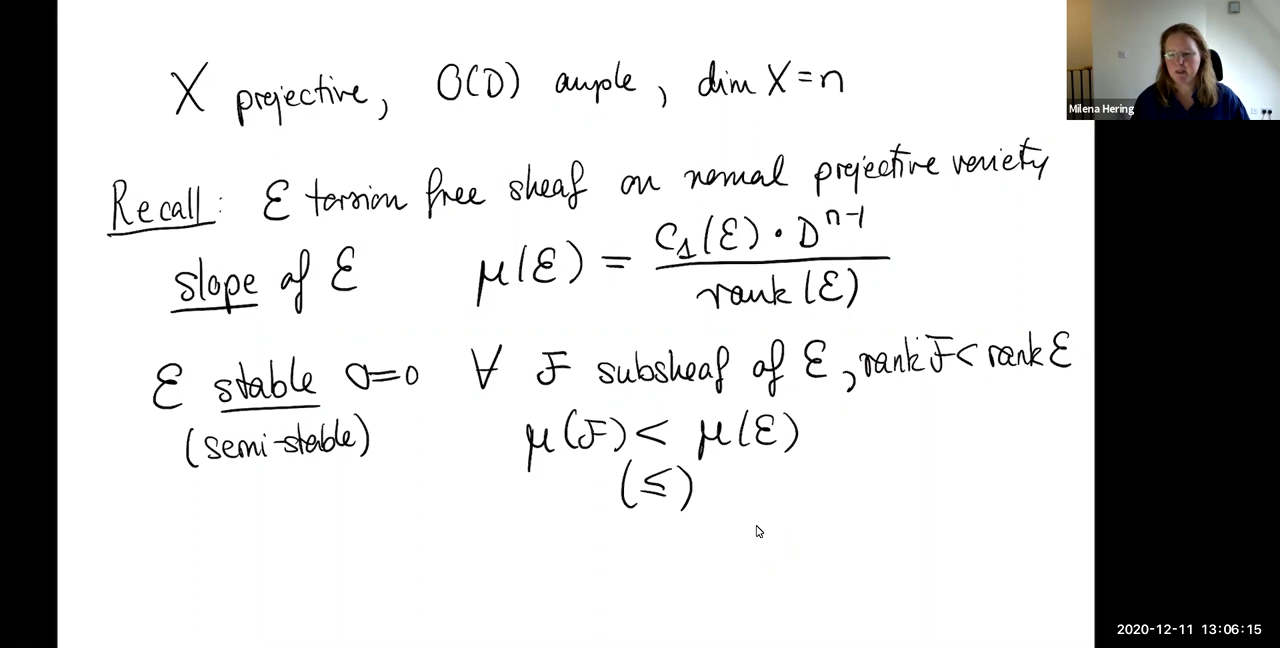 X projective, O(D) ample, dim X = n
Milena Hering
Recall: ℰ torsion free sheaf on normal projective variety
slope of ℰ μ(ℰ) = c₁(ℰ) · Dⁿ⁻¹ / rank(ℰ)
ℰ stable ⟺ ∀ ℱ subsheaf of ℰ, rank ℱ < rank ℰ
(semi-stable) μ(ℱ) < μ(ℰ)
(≤)
2020-12-11 13:06:15